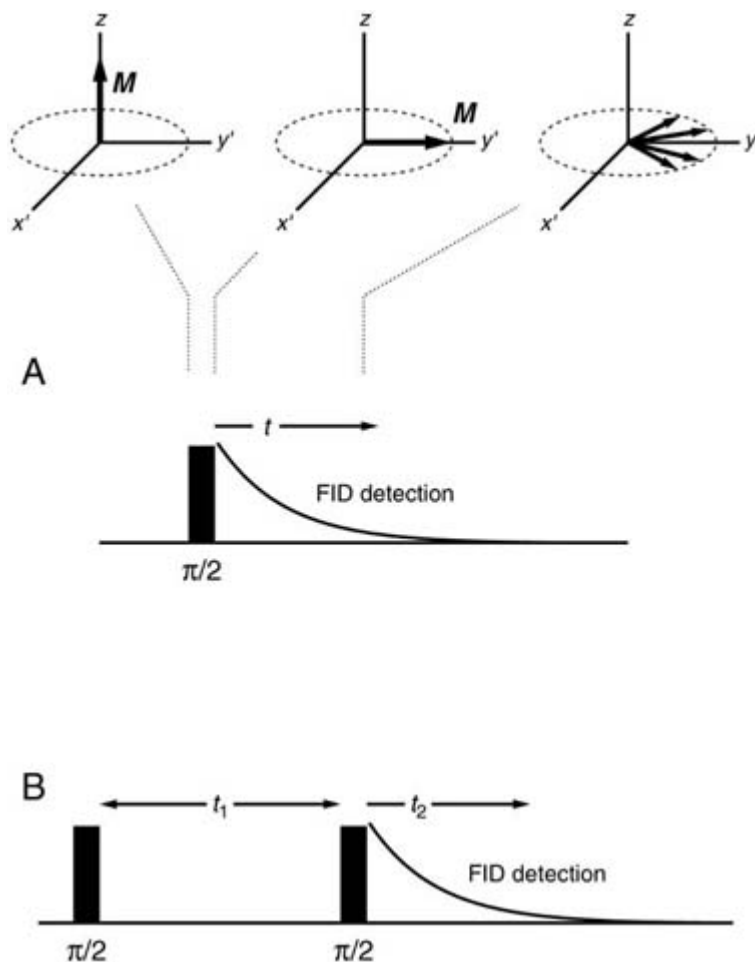 z z z
M M
y' y' y
x' x' x'
A
t
FID detection
π/2
B
t₁ t₂
FID detection
π/2 π/2